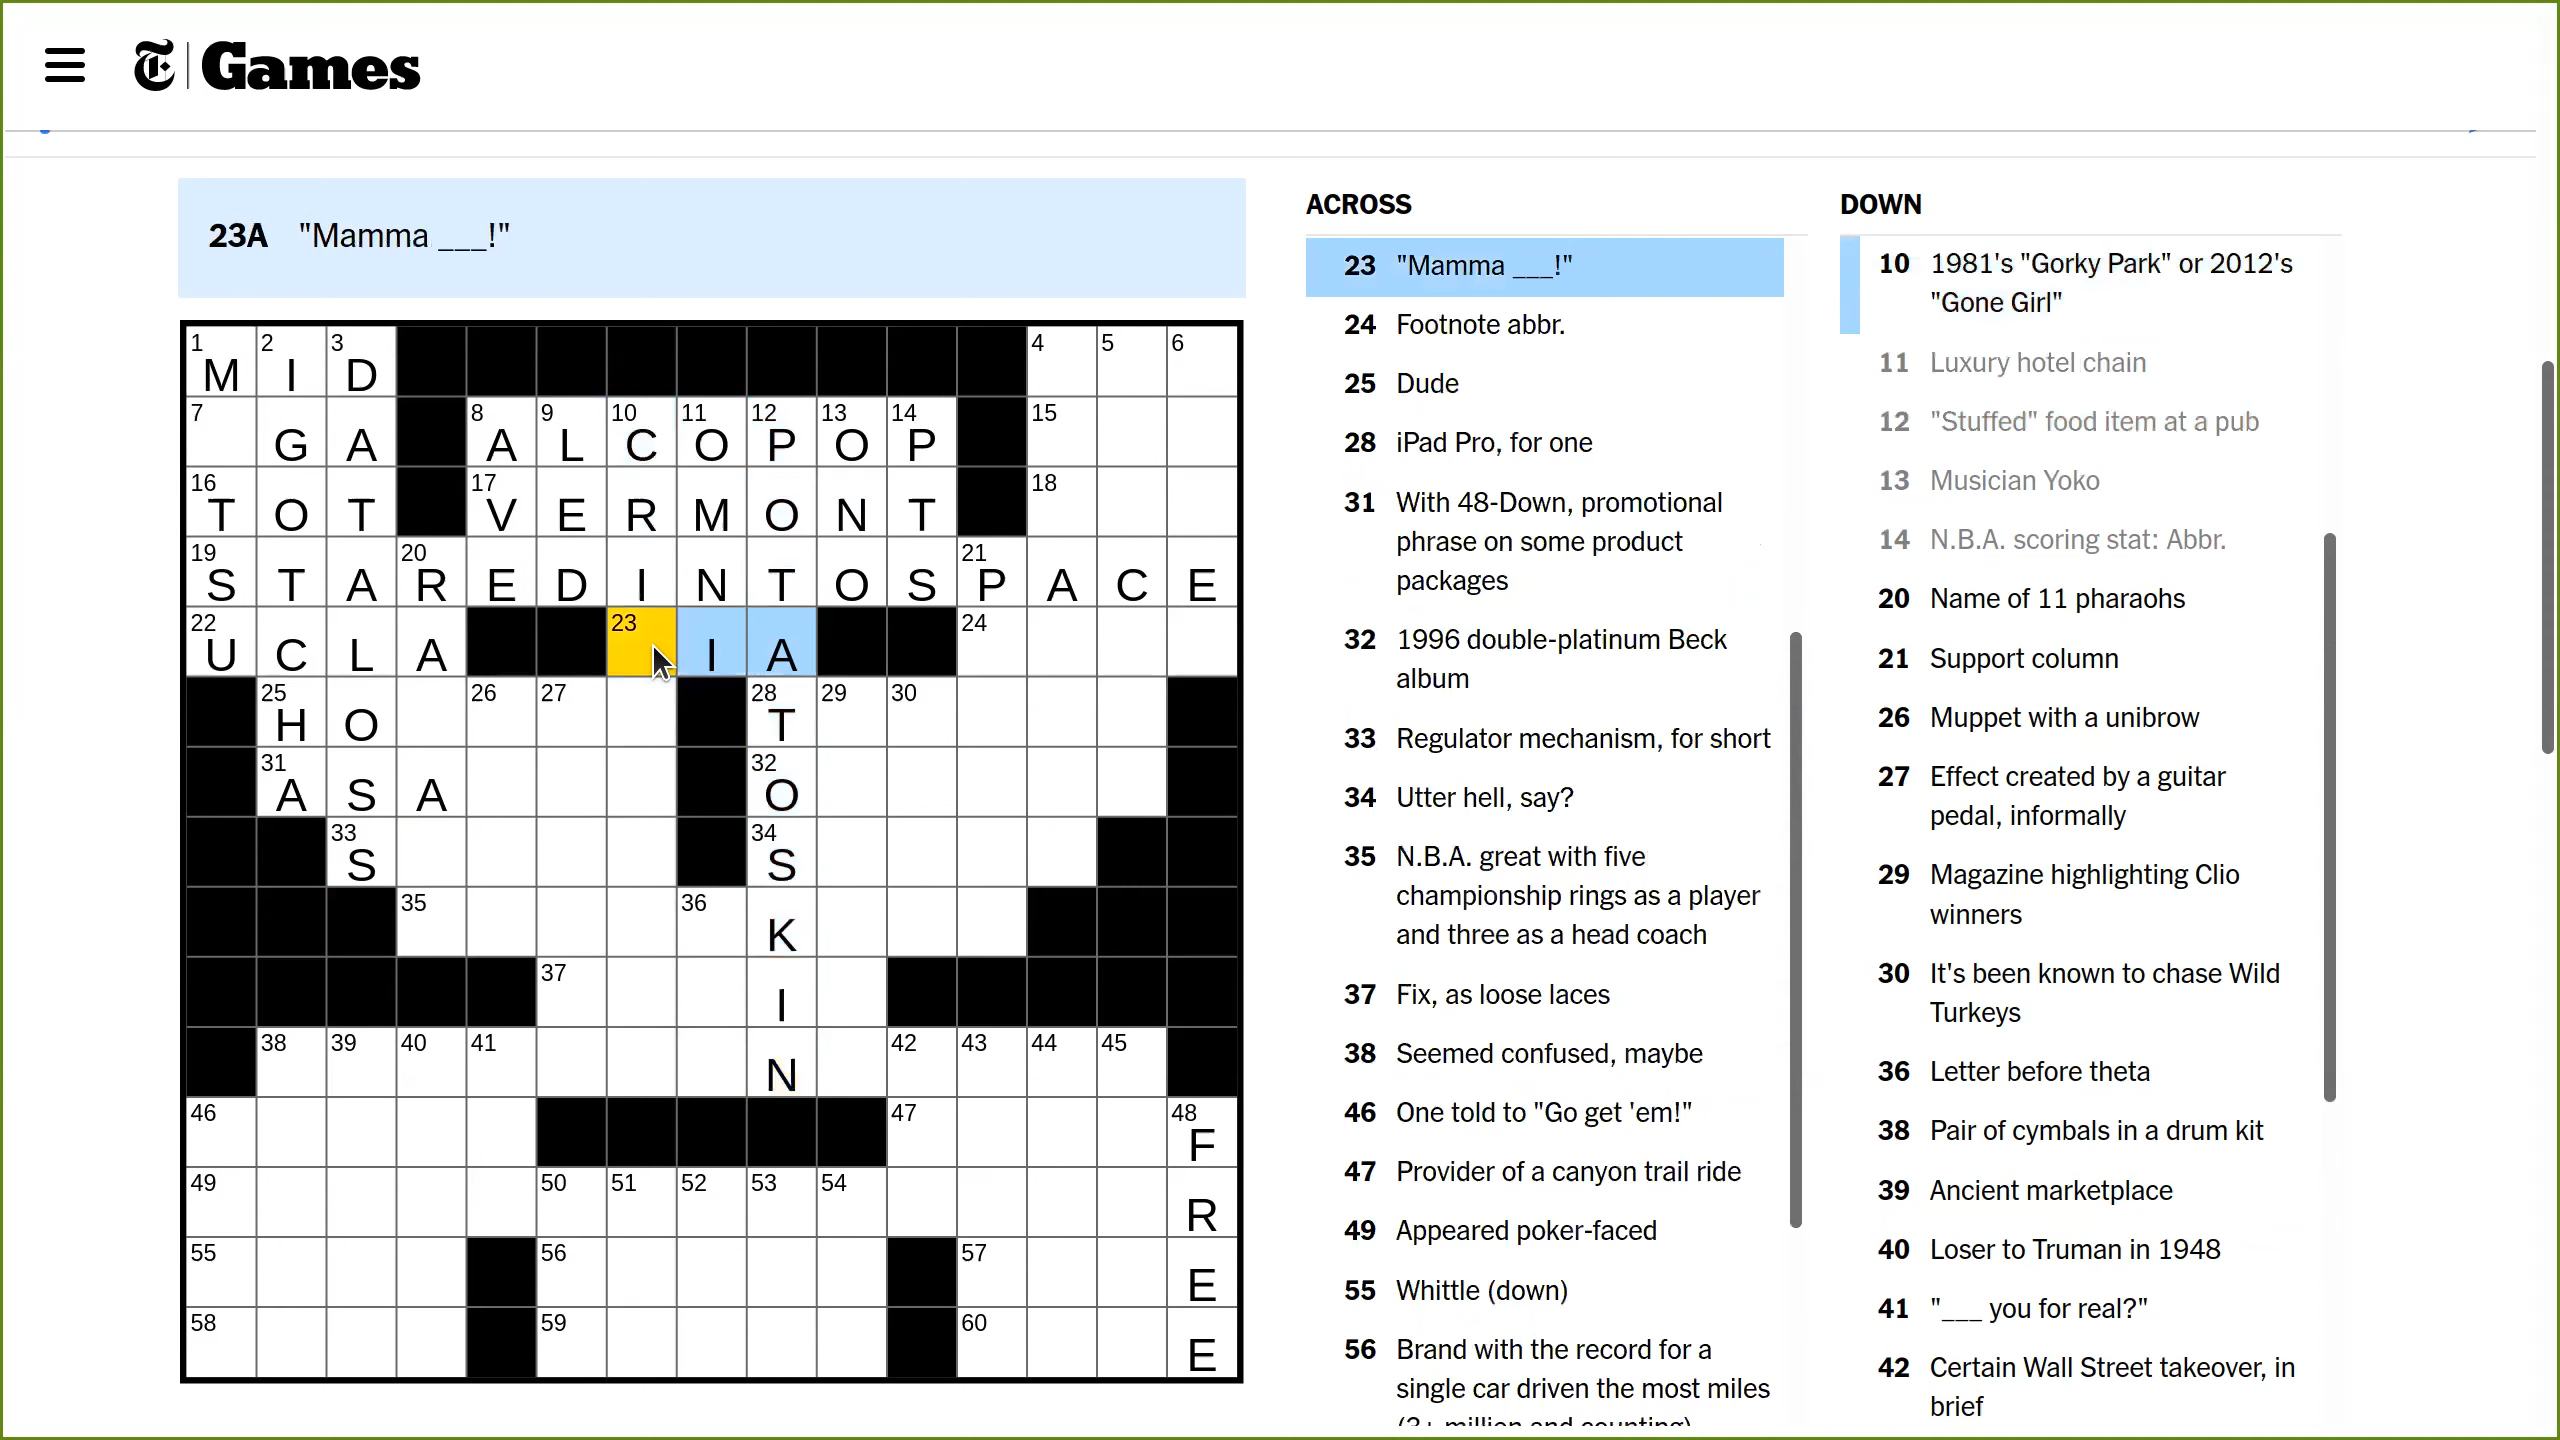 T Games
23A "Mamma ___!"
1 2 3 4 5 6
M I D
7 8 9 10 11 12 13 14 15
G A A L C O P O P
16 17 18
T O T V E R M O N T
19 20 21
S T A R E D I N T O S P A C E
22 23 24
U C L A I A
25 26 27 28 29 30
H O T
31 32
A S A O
33 34
S S
35 36
K
37
I
38 39 40 41 42 43 44 45
N
46 47 48
F
49 50 51 52 53 54
R
55 56 57
E
58 59 60
E
ACROSS
23 "Mamma ___!"
24 Footnote abbr.
25 Dude
28 iPad Pro, for one
31 With 48-Down, promotional
phrase on some product
packages
32 1996 double-platinum Beck
album
33 Regulator mechanism, for short
34 Utter hell, say?
35 N.B.A. great with five
championship rings as a player
and three as a head coach
37 Fix, as loose laces
38 Seemed confused, maybe
46 One told to "Go get 'em!"
47 Provider of a canyon trail ride
49 Appeared poker-faced
55 Whittle (down)
56 Brand with the record for a
single car driven the most miles
(3+ million and counting)
DOWN
10 1981's "Gorky Park" or 2012's
"Gone Girl"
11 Luxury hotel chain
12 "Stuffed" food item at a pub
13 Musician Yoko
14 N.B.A. scoring stat: Abbr.
20 Name of 11 pharaohs
21 Support column
26 Muppet with a unibrow
27 Effect created by a guitar
pedal, informally
29 Magazine highlighting Clio
winners
30 It's been known to chase Wild
Turkeys
36 Letter before theta
38 Pair of cymbals in a drum kit
39 Ancient marketplace
40 Loser to Truman in 1948
41 "___ you for real?"
42 Certain Wall Street takeover, in
brief